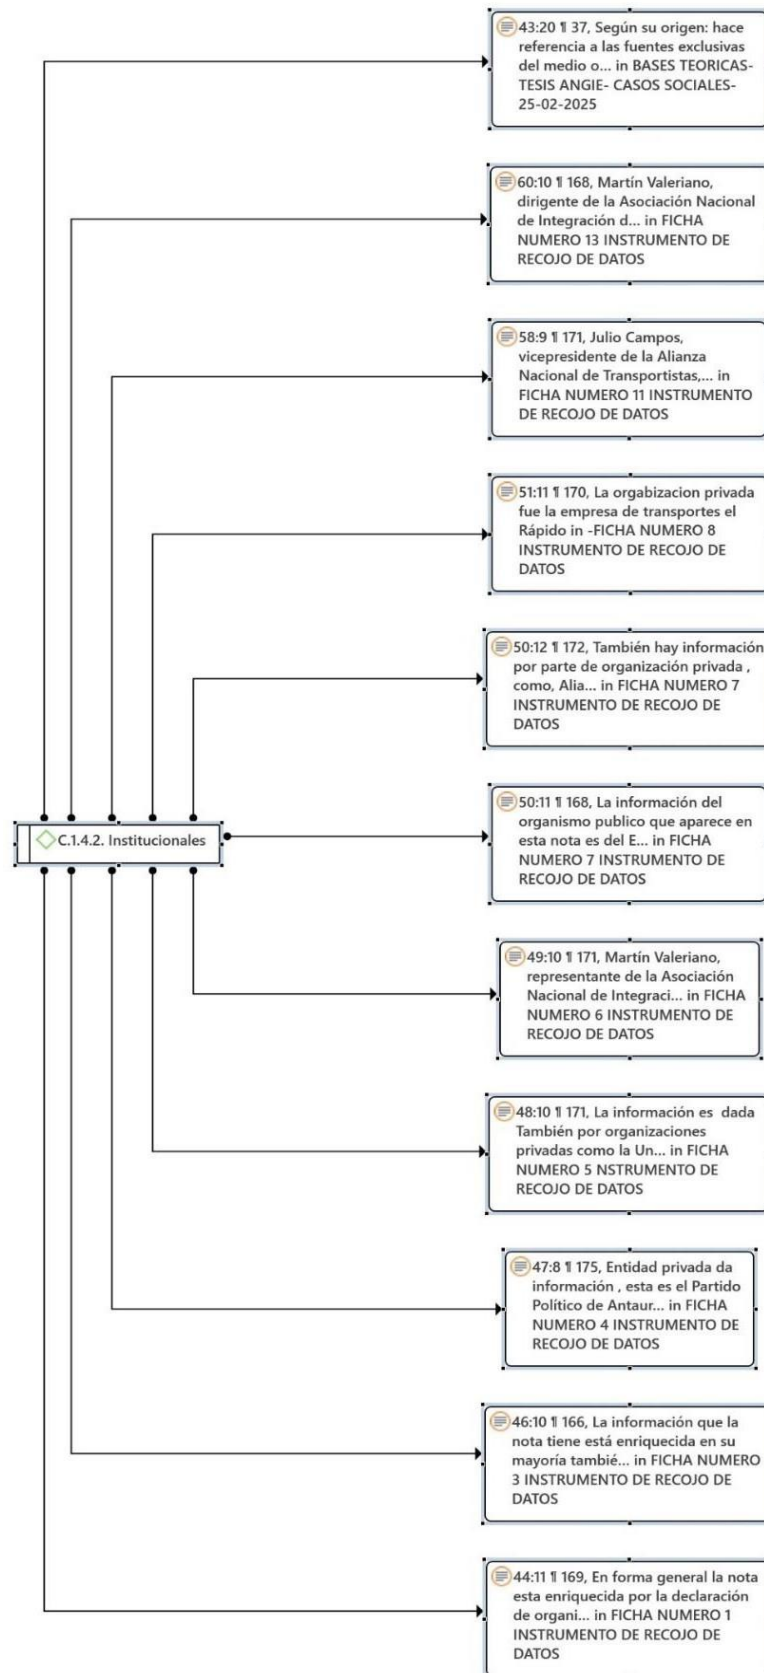 43:20 ¶ 37, Según su origen: hace
referencia a las fuentes exclusivas
del medio o... in BASES TEORICAS-
TESIS ANGIE- CASOS SOCIALES-
25-02-2025
60:10 ¶ 168, Martín Valeriano,
dirigente de la Asociación Nacional
de Integración d... in FICHA
NUMERO 13 INSTRUMENTO DE
RECOJO DE DATOS
58:9 ¶ 171, Julio Campos,
vicepresidente de la Alianza
Nacional de Transportistas,... in
FICHA NUMERO 11 INSTRUMENTO
DE RECOJO DE DATOS
51:11 ¶ 170, La orgabizacion privada
fue la empresa de transportes el
Rápido in -FICHA NUMERO 8
INSTRUMENTO DE RECOJO DE
DATOS
50:12 ¶ 172, También hay información
por parte de organización privada ,
como, Alia... in FICHA NUMERO 7
INSTRUMENTO DE RECOJO DE
DATOS
C.1.4.2. Institucionales
50:11 ¶ 168, La información del
organismo publico que aparece en
esta nota es del E... in FICHA
NUMERO 7 INSTRUMENTO DE
RECOJO DE DATOS
49:10 ¶ 171, Martín Valeriano,
representante de la Asociación
Nacional de Integraci... in FICHA
NUMERO 6 INSTRUMENTO DE
RECOJO DE DATOS
48:10 ¶ 171, La información es  dada
También por organizaciones
privadas como la Un... in FICHA
NUMERO 5 NSTRUMENTO DE
RECOJO DE DATOS
47:8 ¶ 175, Entidad privada da
información , esta es el Partido
Político de Antaur... in FICHA
NUMERO 4 INSTRUMENTO DE
RECOJO DE DATOS
46:10 ¶ 166, La información que la
nota tiene está enriquecida en su
mayoría tambié... in FICHA NUMERO
3 INSTRUMENTO DE RECOJO DE
DATOS
44:11 ¶ 169, En forma general la nota
esta enriquecida por la declaración
de organi... in FICHA NUMERO 1
INSTRUMENTO DE RECOJO DE
DATOS